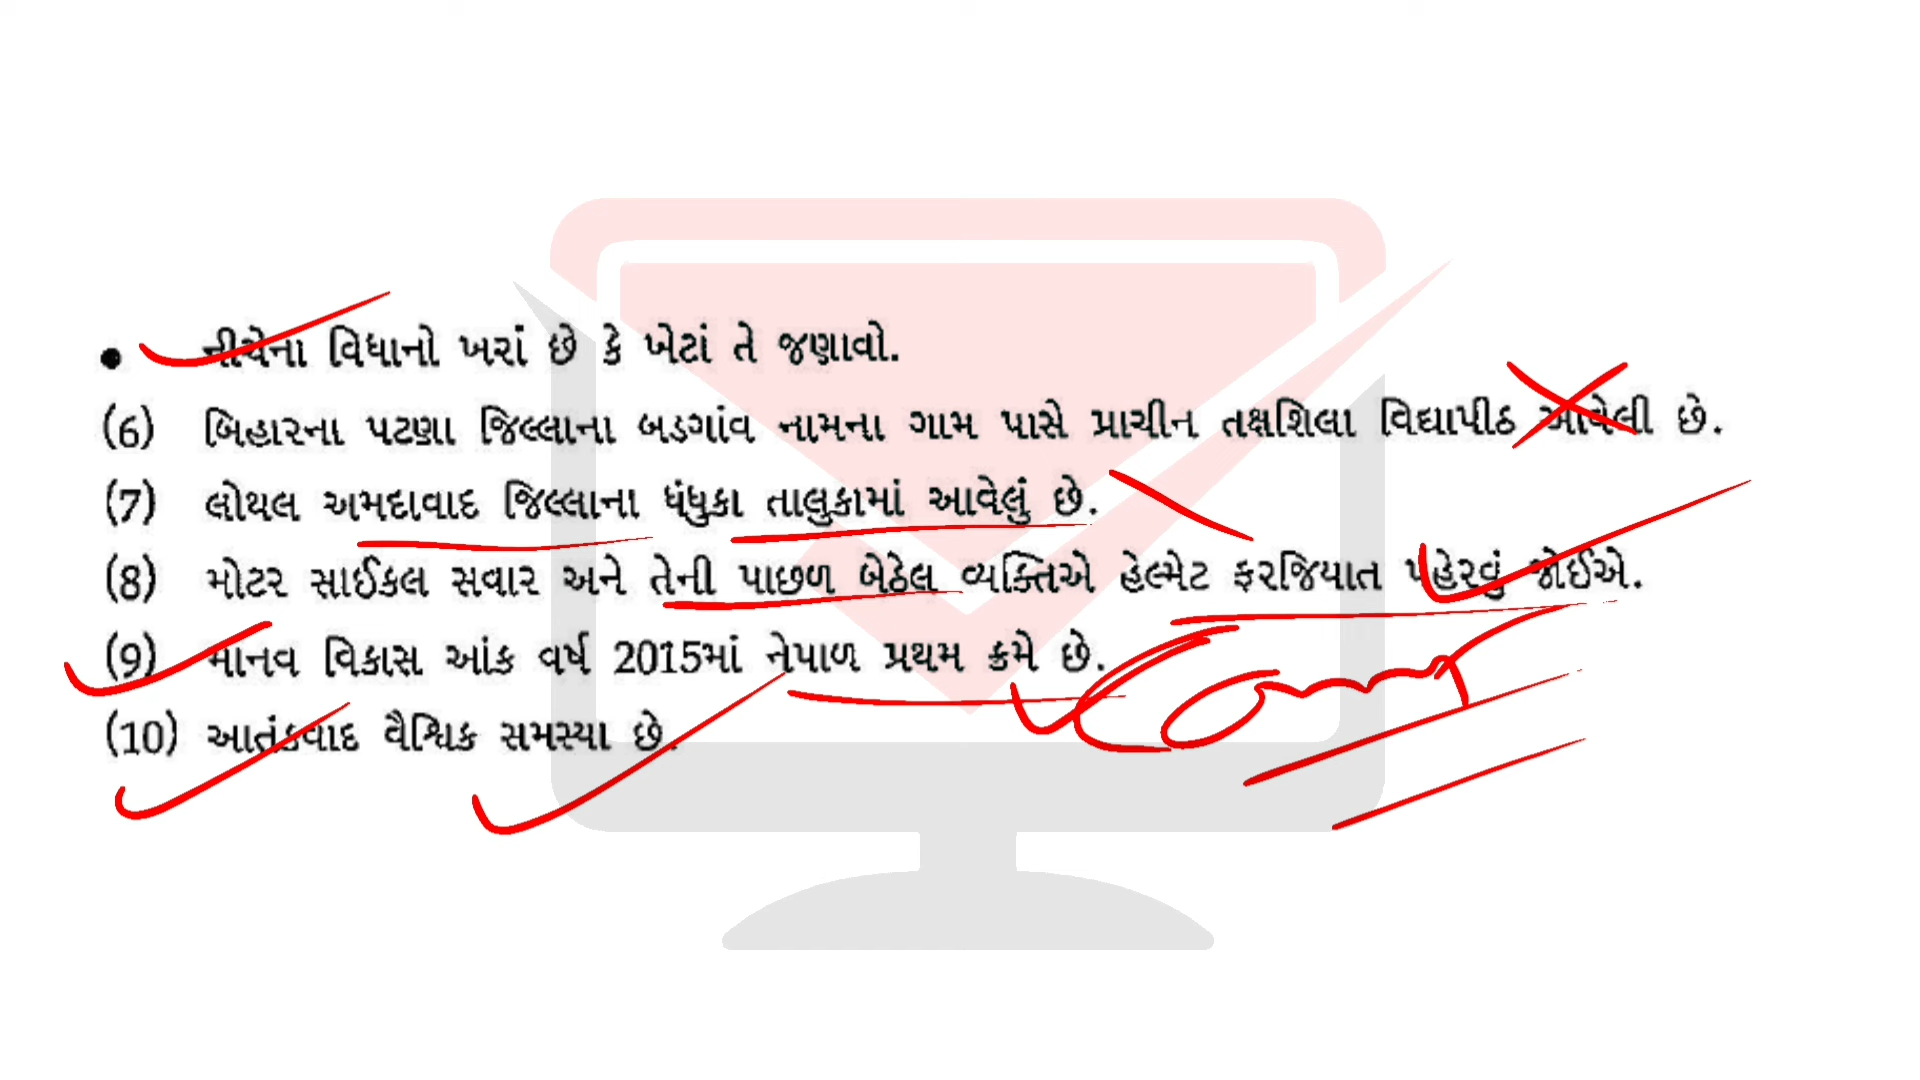 ● નીચેના વિધાનો ખરાં છે કે ખેટાં તે જણાવો.
(6) બિહારના પટણા જિલ્લાના બડગાંવ નામના ગામ પાસે પ્રાચીન તક્ષશિલા વિદ્યાપીઠ આવેલી છે.
(7) લોથલ અમદાવાદ જિલ્લાના ધંધુકા તાલુકામાં આવેલું છે.
(8) મોટર સાઈકલ સવાર અને તેની પાછળ બેઠેલ વ્યક્તિએ હેલ્મેટ ફરજિયાત પહેરવું જોઈએ.
(9) માનવ વિકાસ આંક વર્ષ 2015માં નેપાળ પ્રથમ ક્રમે છે.
(10) આતંકવાદ વૈશ્વિક સમસ્યા છે.